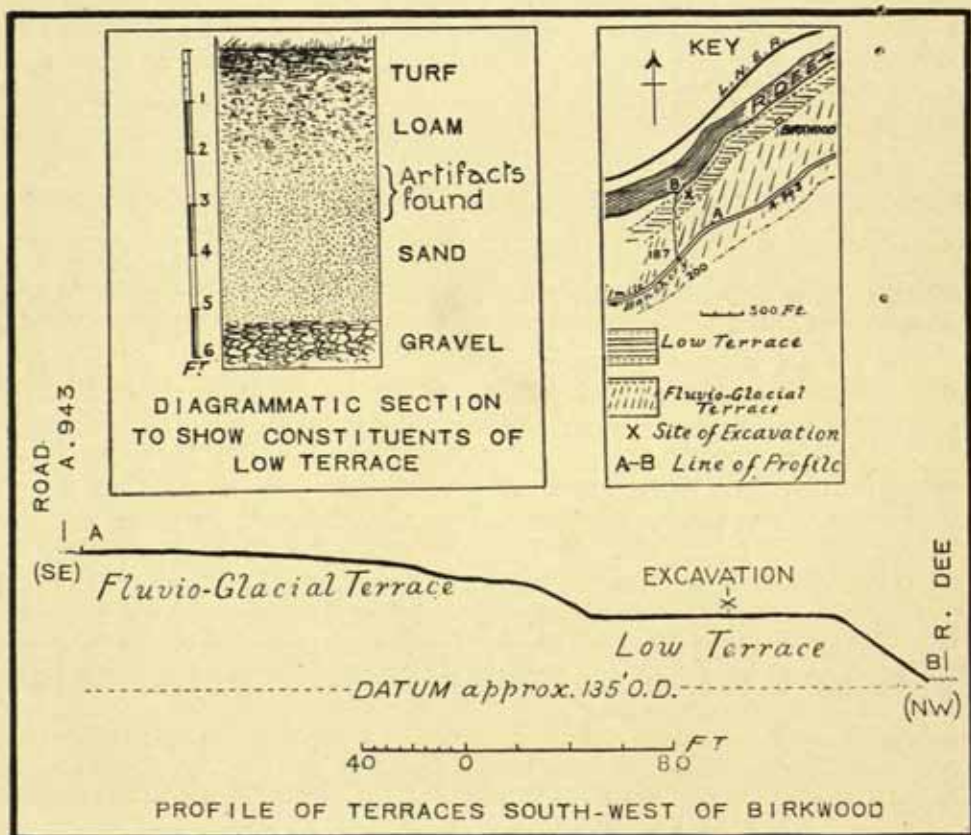 TURF
1
LOAM
2
Artifacts
found
3
4
SAND
5
GRAVEL
6
FT
DIAGRAMMATIC SECTION
TO SHOW CONSTITUENTS OF
LOW TERRACE
KEY
L.N.E.R.
R. DEE
BIRKWOOD
B
X
A
A 943
187
Banchory
200
500 Ft.
Low Terrace
Fluvio-Glacial
Terrace
X Site of Excavation
A-B Line of Profile
ROAD
A.943
A
(SE)
Fluvio-Glacial Terrace
EXCAVATION
X
Low Terrace
R. DEE
B
(NW)
DATUM approx. 135' O.D.
40 0 80 FT
PROFILE OF TERRACES SOUTH-WEST OF BIRKWOOD